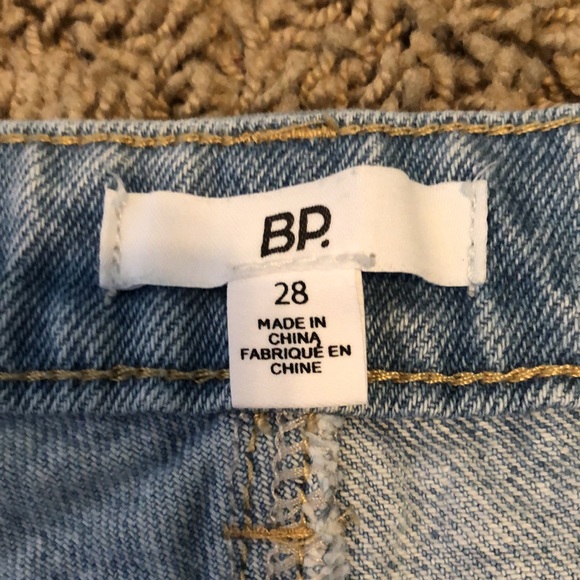 BP.
28
MADE IN
CHINA
FABRIQUÉ EN
CHINE